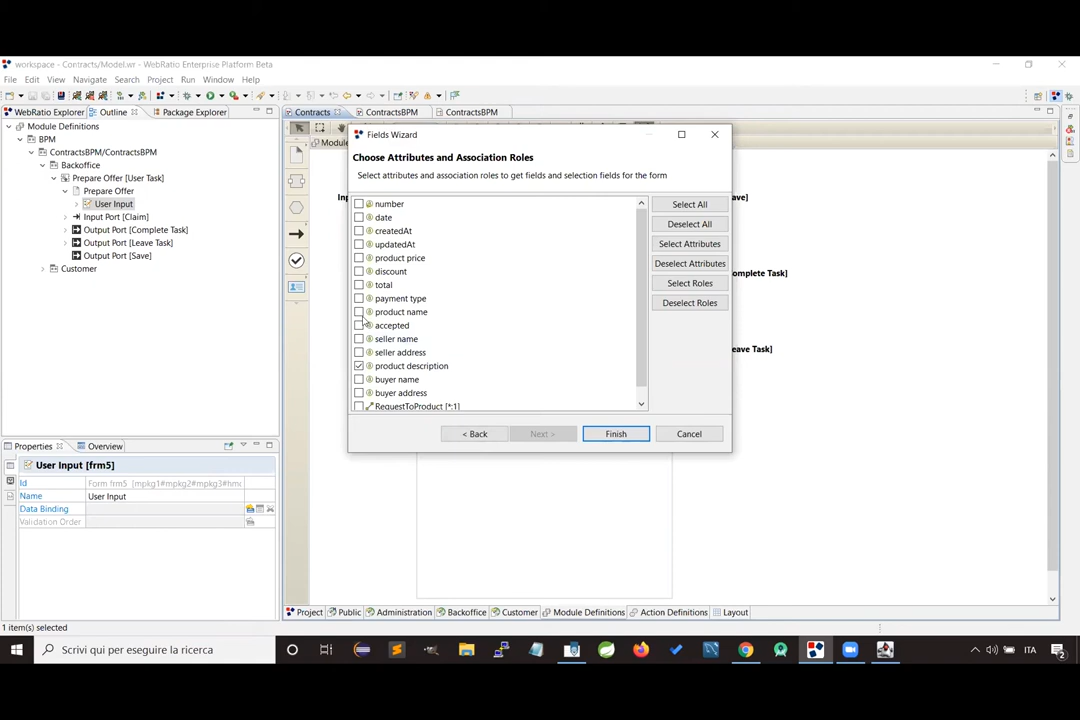 workspace - Contracts/Model.wr - WebRatio Enterprise Platform Beta
File Edit View Navigate Search Project Run Window Help
WebRatio Explorer Outline Package Explorer
Module Definitions
BPM
ContractsBPM/ContractsBPM
Backoffice
Prepare Offer [User Task]
Prepare Offer
User Input
Input Port [Claim]
Output Port [Complete Task]
Output Port [Leave Task]
Output Port [Save]
Customer
Contracts ContractsBPM ContractsBPM
Fields Wizard
Choose Attributes and Association Roles
Select attributes and association roles to get fields and selection fields for the form
number
date
createdAt
updatedAt
product price
discount
total
payment type
product name
accepted
seller name
seller address
product description
buyer name
buyer address
RequestToProduct [*:1]
Select All
Deselect All
Select Attributes
Deselect Attributes
Select Roles
Deselect Roles
< Back Next > Finish Cancel
Properties Overview
User Input [frm5]
Id Form frm5
Name User Input
Data Binding
Validation Order
Project Public Administration Backoffice Customer Module Definitions Action Definitions Layout
1 item(s) selected
Scrivi qui per eseguire la ricerca
ITA
2